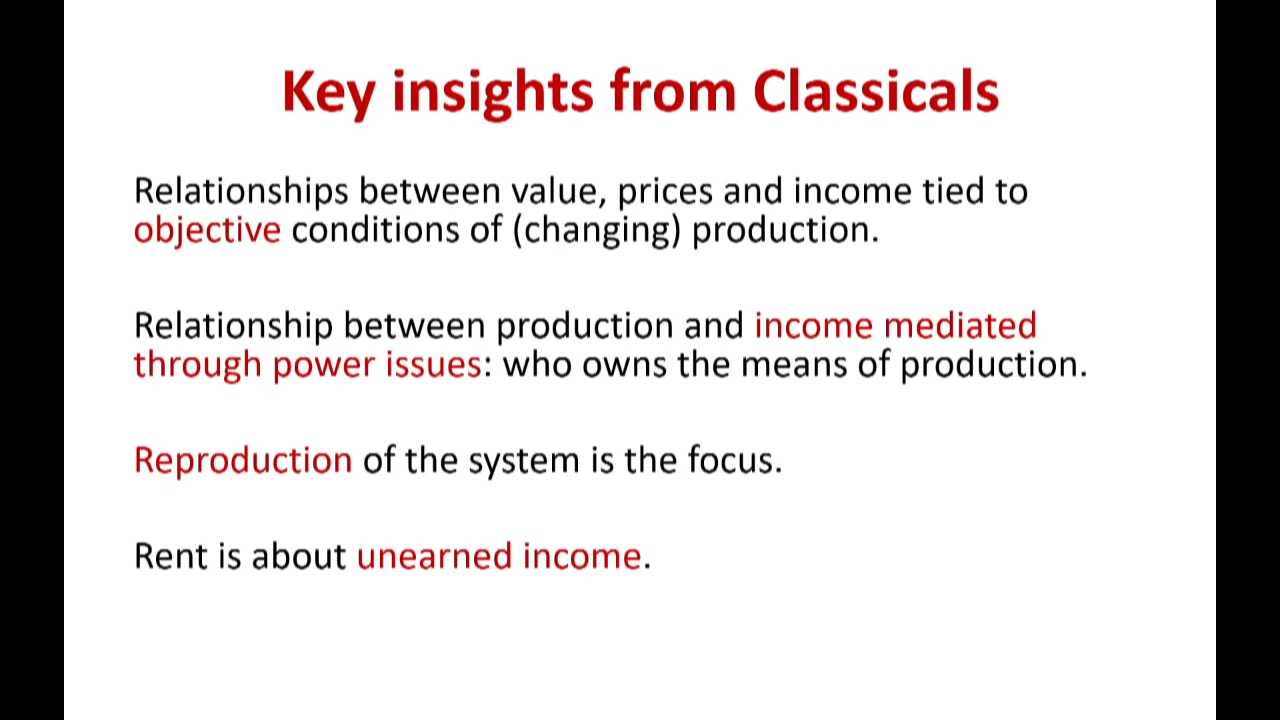 Key insights from Classicals
Relationships between value, prices and income tied to
objective conditions of (changing) production.
Relationship between production and income mediated
through power issues: who owns the means of production.
Reproduction of the system is the focus.
Rent is about unearned income.